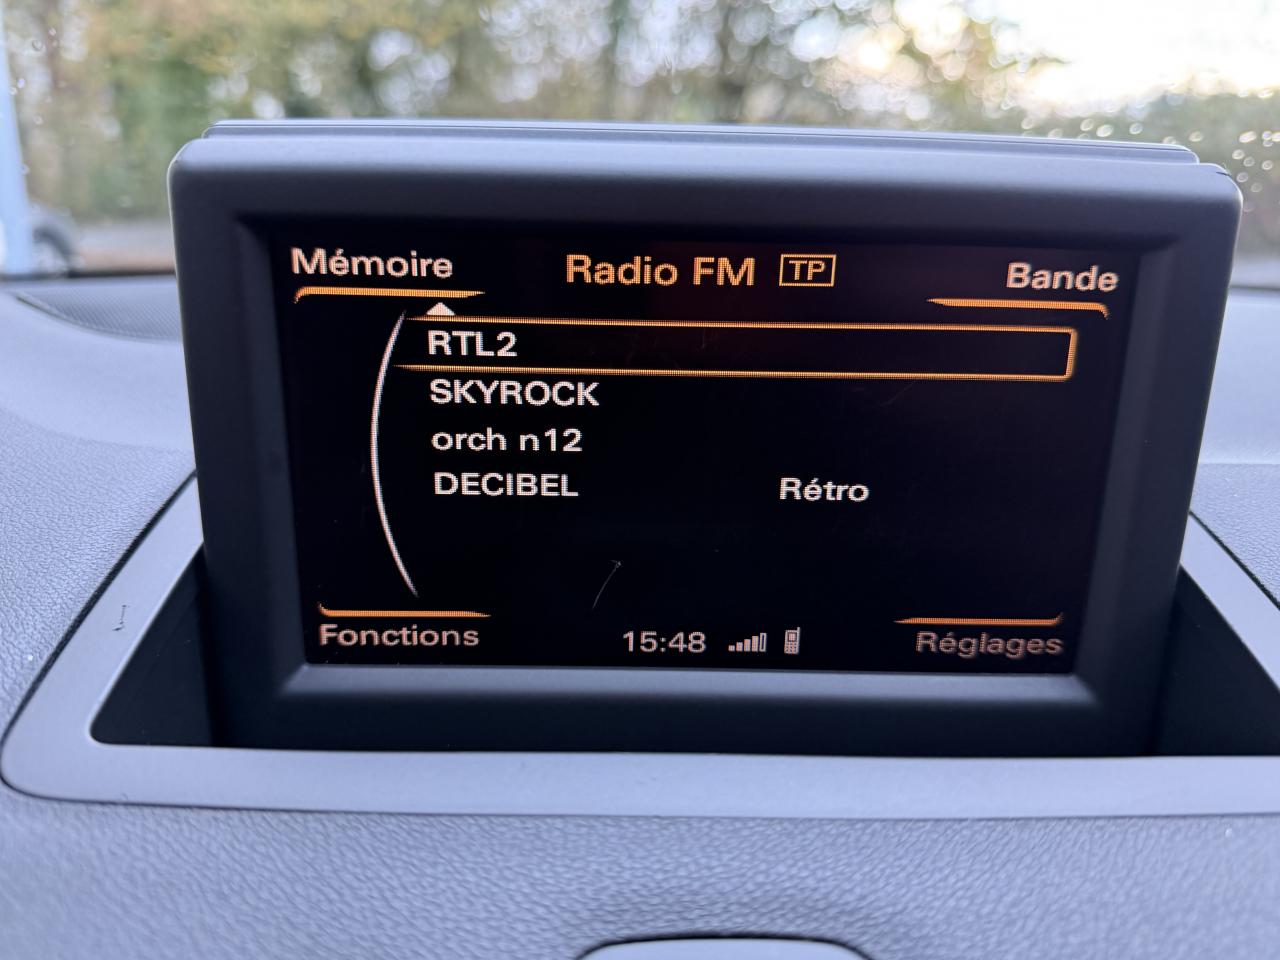 Mémoire Radio FM TP Bande
RTL2
SKYROCK
orch n12
DECIBEL Rétro
Fonctions 15:48 Réglages